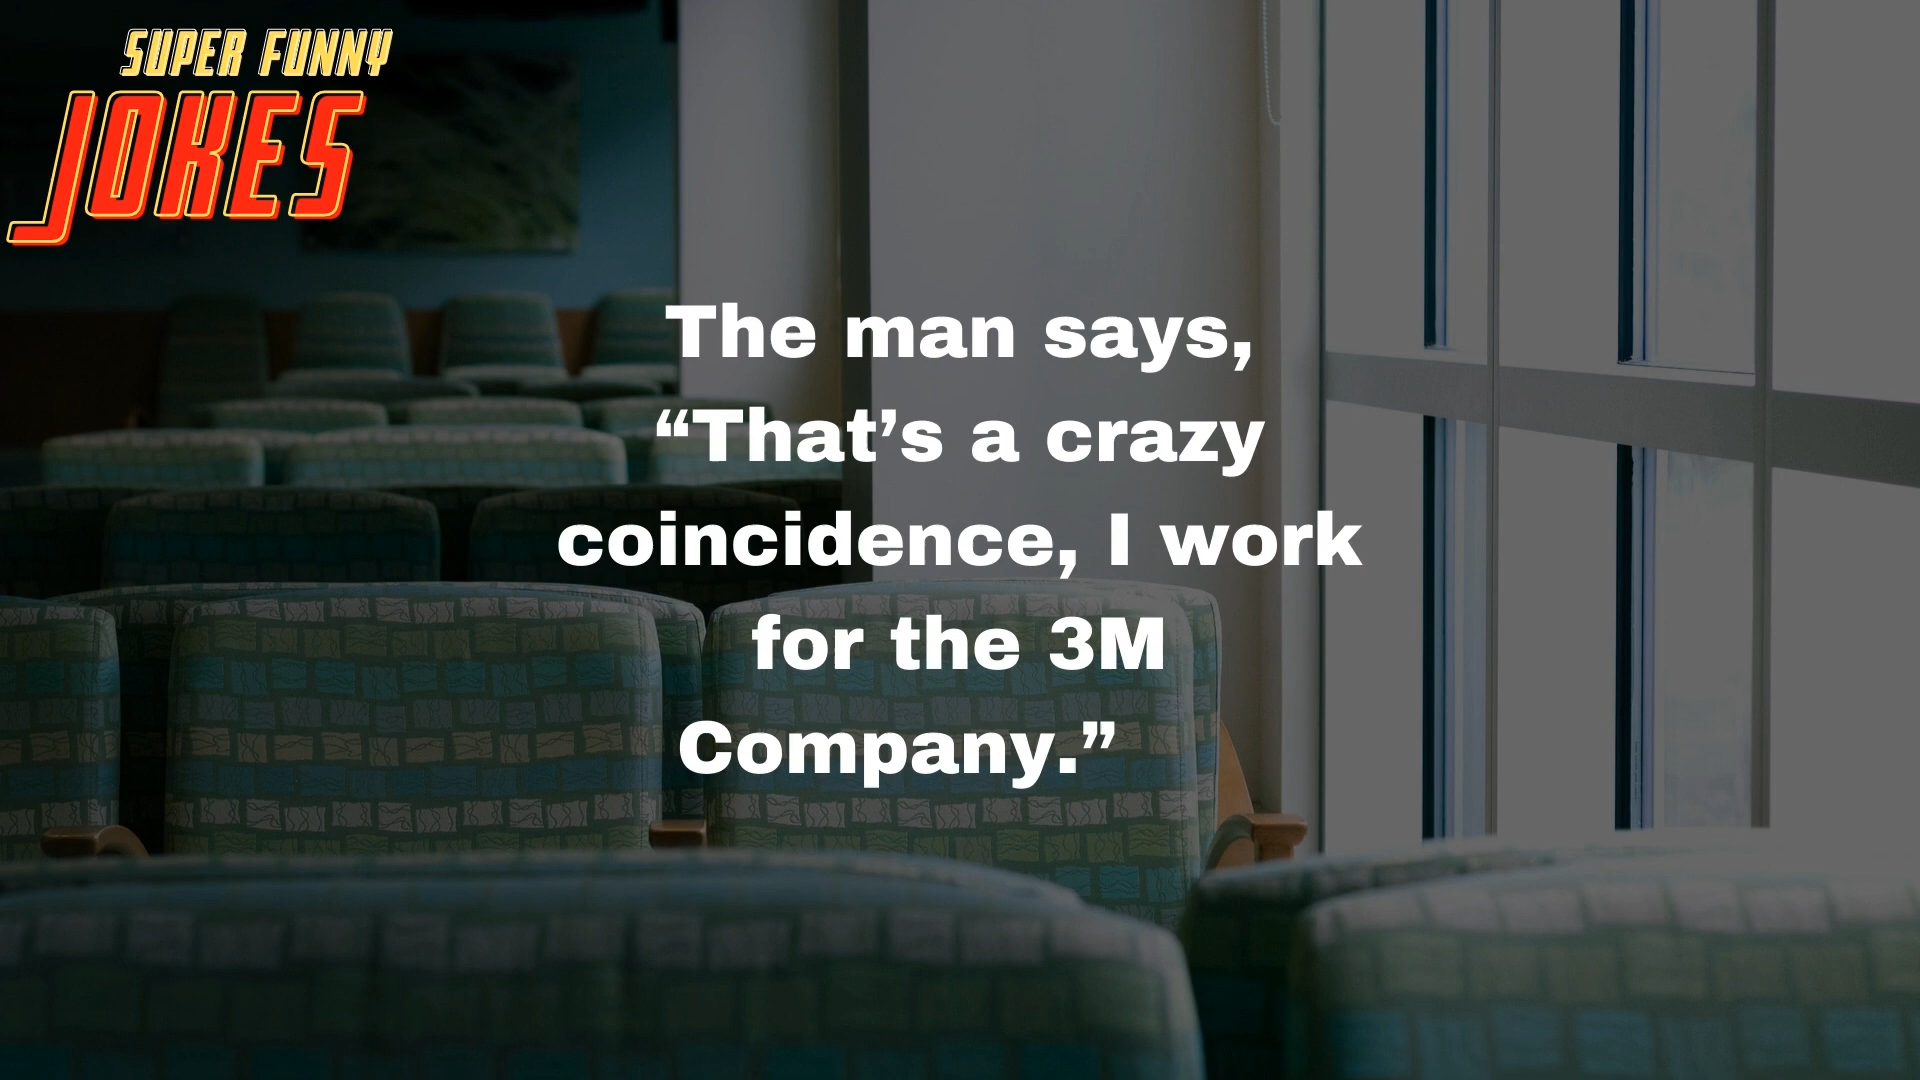 SUPER FUNNY
JOKES
The man says,
“That’s a crazy
coincidence, I work
for the 3M
Company.”